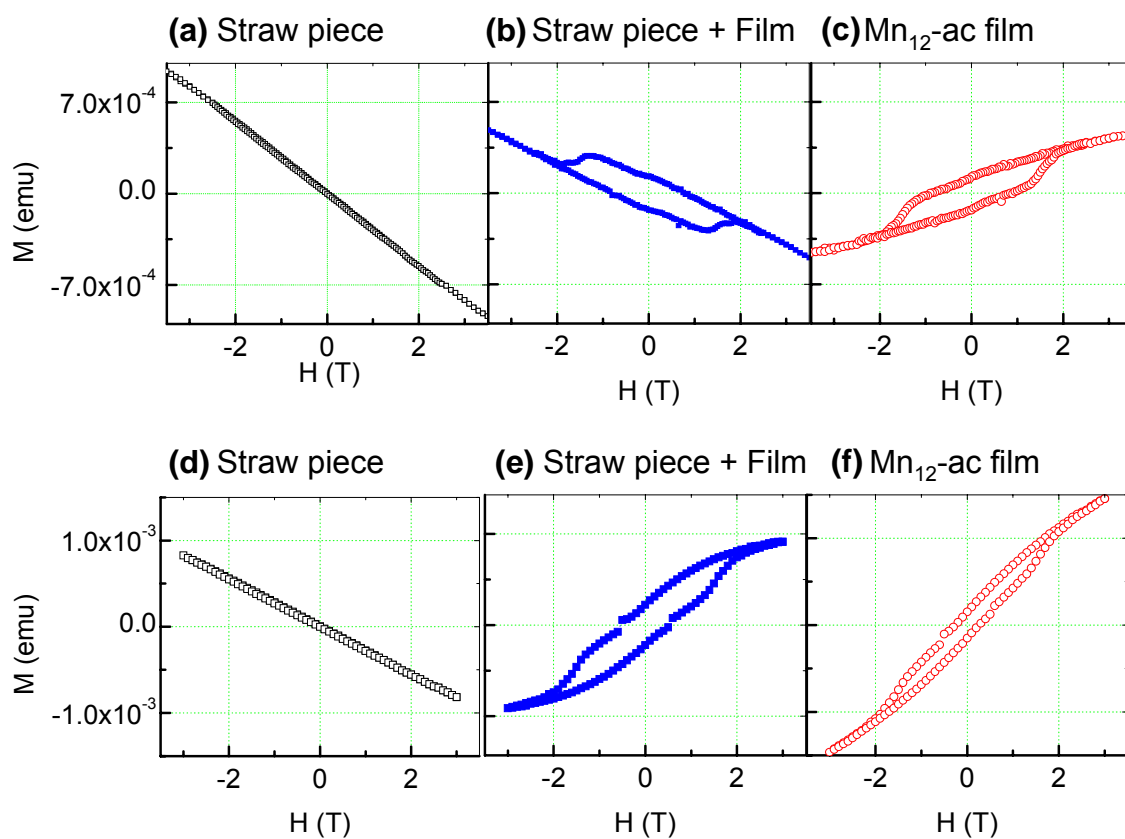 (a) Straw piece
(b) Straw piece + Film
(c) Mn₁₂-ac film
7.0x10⁻⁴
0.0
-7.0x10⁻⁴
M (emu)
-2 0 2
-2 0 2
-2 0 2
H (T)
H (T)
H (T)
(d) Straw piece
(e) Straw piece + Film
(f) Mn₁₂-ac film
1.0x10⁻³
0.0
-1.0x10⁻³
M (emu)
-2 0 2
-2 0 2
-2 0 2
H (T)
H (T)
H (T)